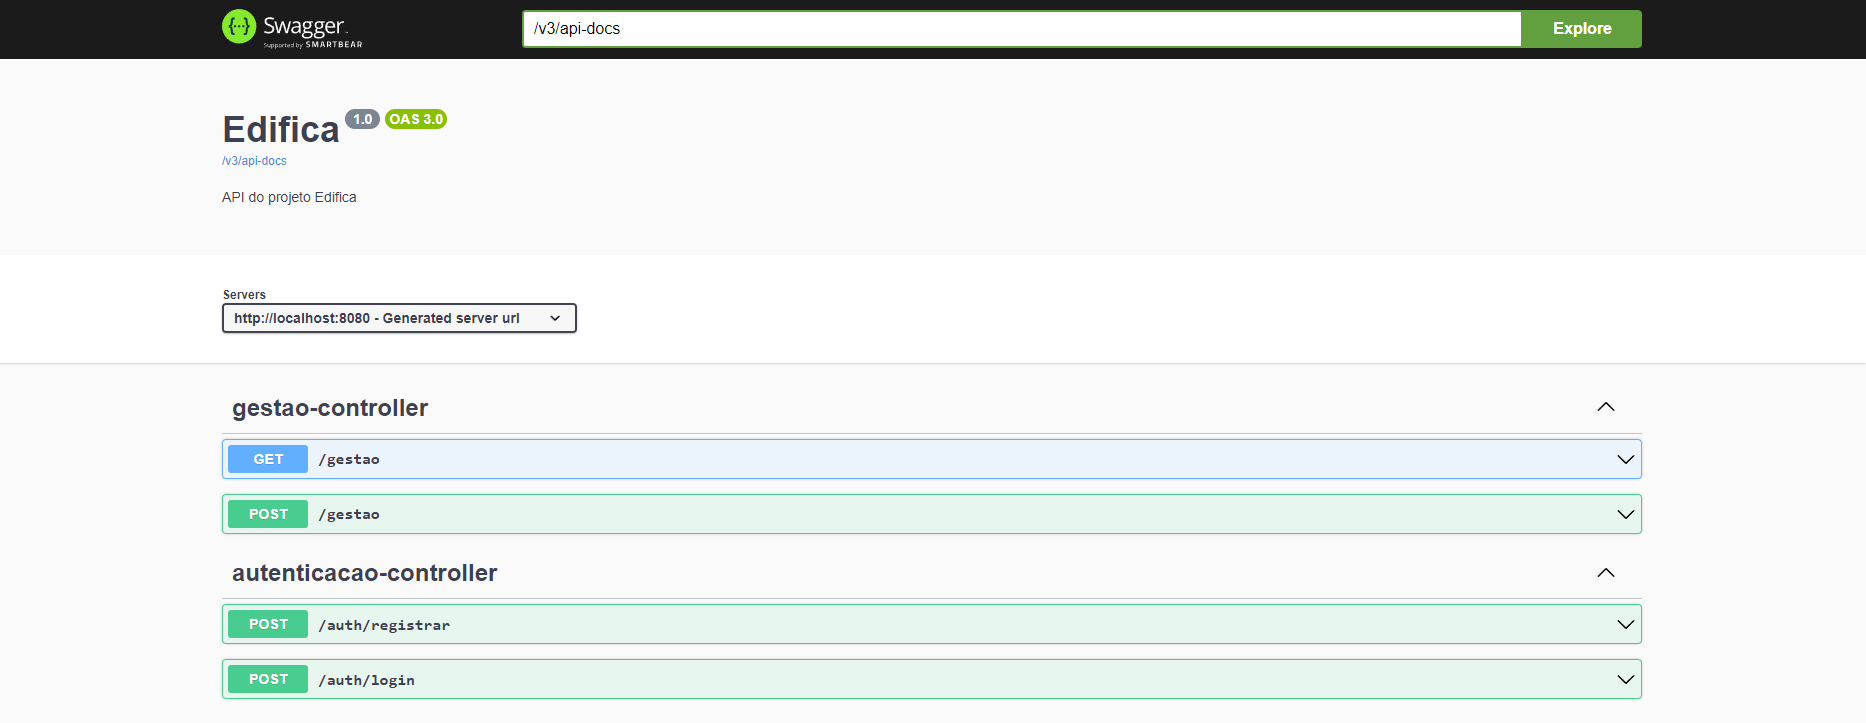 Swagger
Supported by SMARTBEAR
/v3/api-docs
Explore
Edifica 1.0 OAS 3.0
/v3/api-docs
API do projeto Edifica
Servers
http://localhost:8080 - Generated server url
gestao-controller
GET /gestao
POST /gestao
autenticacao-controller
POST /auth/registrar
POST /auth/login